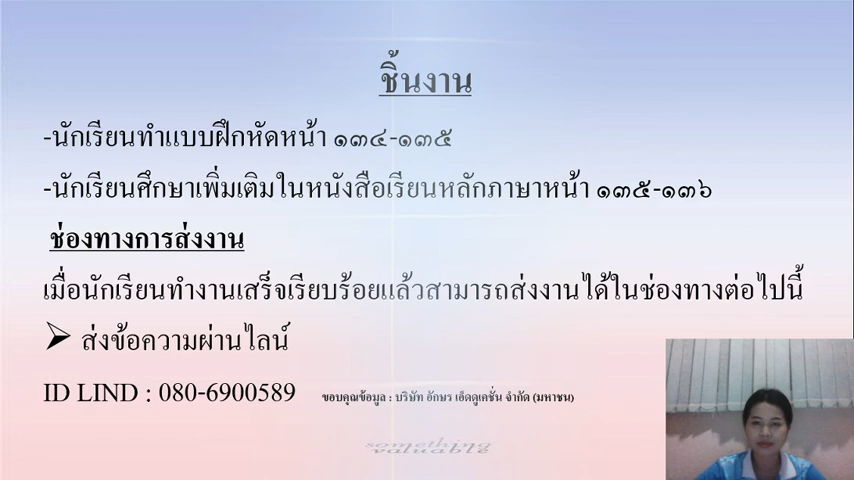 ชิ้นงาน
-นักเรียนทำแบบฝึกหัดหน้า ๑๓๔-๑๓๕
-นักเรียนศึกษาเพิ่มเติมในหนังสือเรียนหลักภาษาหน้า ๑๓๕-๑๓๖
ช่องทางการส่งงาน
เมื่อนักเรียนทำงานเสร็จเรียบร้อยแล้วสามารถส่งงานได้ในช่องทางต่อไปนี้
➢ ส่งข้อความผ่านไลน์
ID LIND : 080-6900589 ขอบคุณข้อมูล : บริษัท อักษร เอ็ดดูเคชั่น จำกัด (มหาชน)
something
valuable